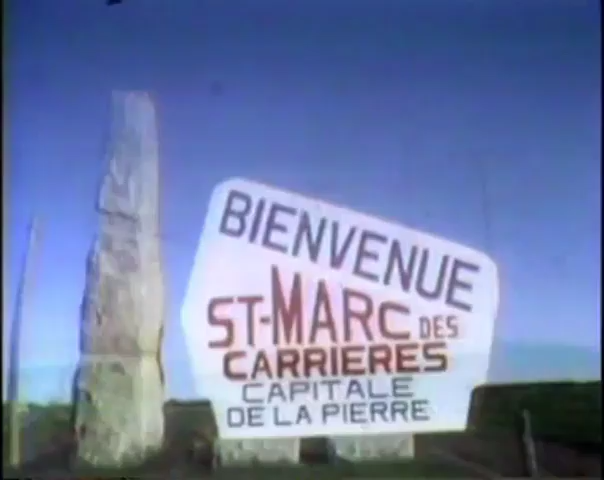 BIENVENUE
ST-MARC DES
CARRIERES
CAPITALE
DE LA PIERRE